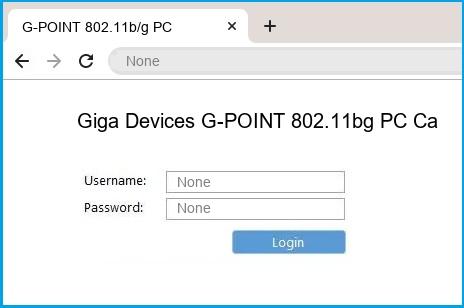 G-POINT 802.11b/g PC
None
Giga Devices G-POINT 802.11bg PC Ca
Username: None
Password: None
Login